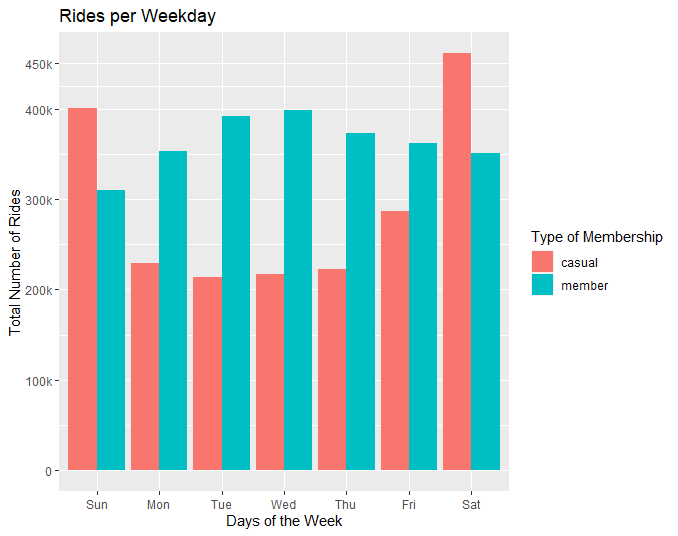 Rides per Weekday
Total Number of Rides
450k
400k
300k
200k
100k
0
Sun Mon Tue Wed Thu Fri Sat
Days of the Week
Type of Membership
casual
member